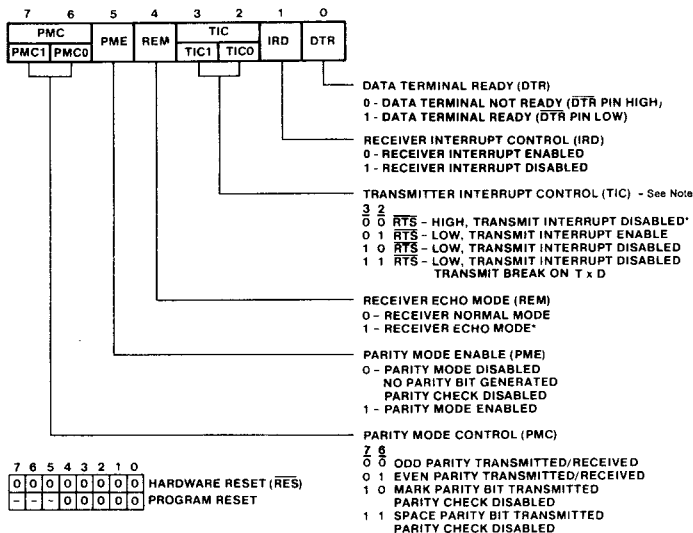 7 6 5 4 3 2 1 0
PMC PME REM TIC IRD DTR
PMC1 PMC0 TIC1 TIC0
DATA TERMINAL READY (DTR)
0 - DATA TERMINAL NOT READY (DTR PIN HIGH)
1 - DATA TERMINAL READY (DTR PIN LOW)
RECEIVER INTERRUPT CONTROL (IRD)
0 - RECEIVER INTERRUPT ENABLED
1 - RECEIVER INTERRUPT DISABLED
TRANSMITTER INTERRUPT CONTROL (TIC) - See Note
3 2
0 0 RTS - HIGH, TRANSMIT INTERRUPT DISABLED*
0 1 RTS - LOW, TRANSMIT INTERRUPT ENABLE
1 0 RTS - LOW, TRANSMIT INTERRUPT DISABLED
1 1 RTS - LOW, TRANSMIT INTERRUPT DISABLED
TRANSMIT BREAK ON T x D
RECEIVER ECHO MODE (REM)
0 - RECEIVER NORMAL MODE
1 - RECEIVER ECHO MODE*
PARITY MODE ENABLE (PME)
0 - PARITY MODE DISABLED
NO PARITY BIT GENERATED
PARITY CHECK DISABLED
1 - PARITY MODE ENABLED
PARITY MODE CONTROL (PMC)
7 6
0 0 ODD PARITY TRANSMITTED/RECEIVED
0 1 EVEN PARITY TRANSMITTED/RECEIVED
1 0 MARK PARITY BIT TRANSMITTED
PARITY CHECK DISABLED
1 1 SPACE PARITY BIT TRANSMITTED
PARITY CHECK DISABLED
7 6 5 4 3 2 1 0
0 0 0 0 0 0 0 0 HARDWARE RESET (RES)
- - - 0 0 0 0 0 PROGRAM RESET